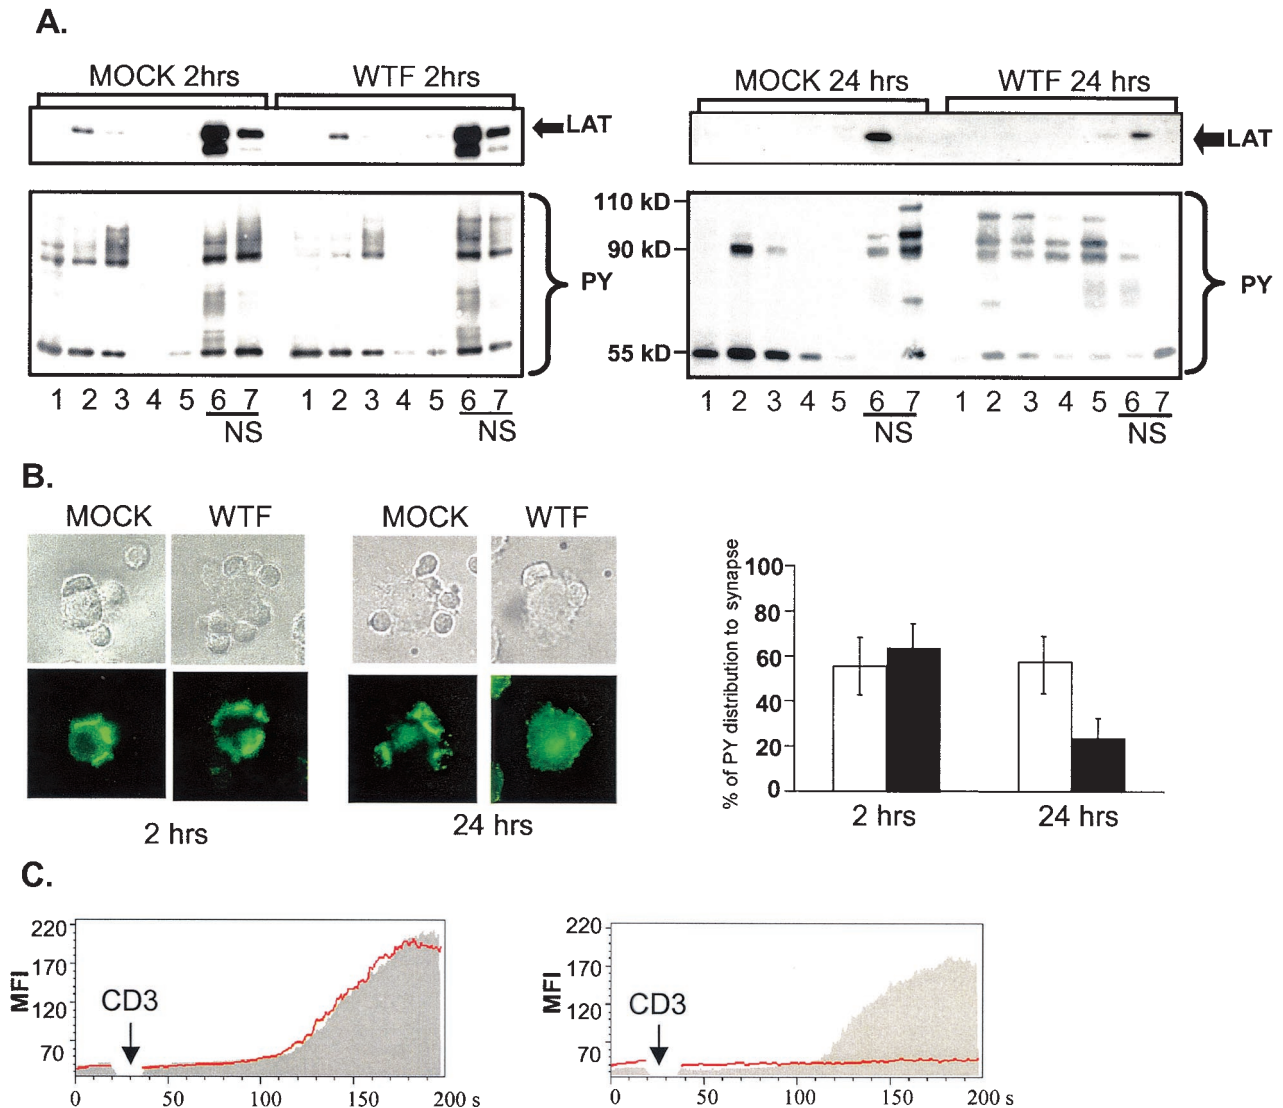 A.
MOCK 2hrs WTF 2hrs MOCK 24 hrs WTF 24 hrs
LAT LAT
110 kD
90 kD
PY PY
55 kD
1 2 3 4 5 6 7 1 2 3 4 5 6 7 1 2 3 4 5 6 7 1 2 3 4 5 6 7
NS NS NS NS
B.
MOCK WTF MOCK WTF
2 hrs 24 hrs
% of PY distribution to synapse
100
80
60
40
20
0
2 hrs 24 hrs
C.
MFI
220
170
120
70
CD3
0 50 100 150 200 s
MFI
220
170
120
70
CD3
0 50 100 150 200 s